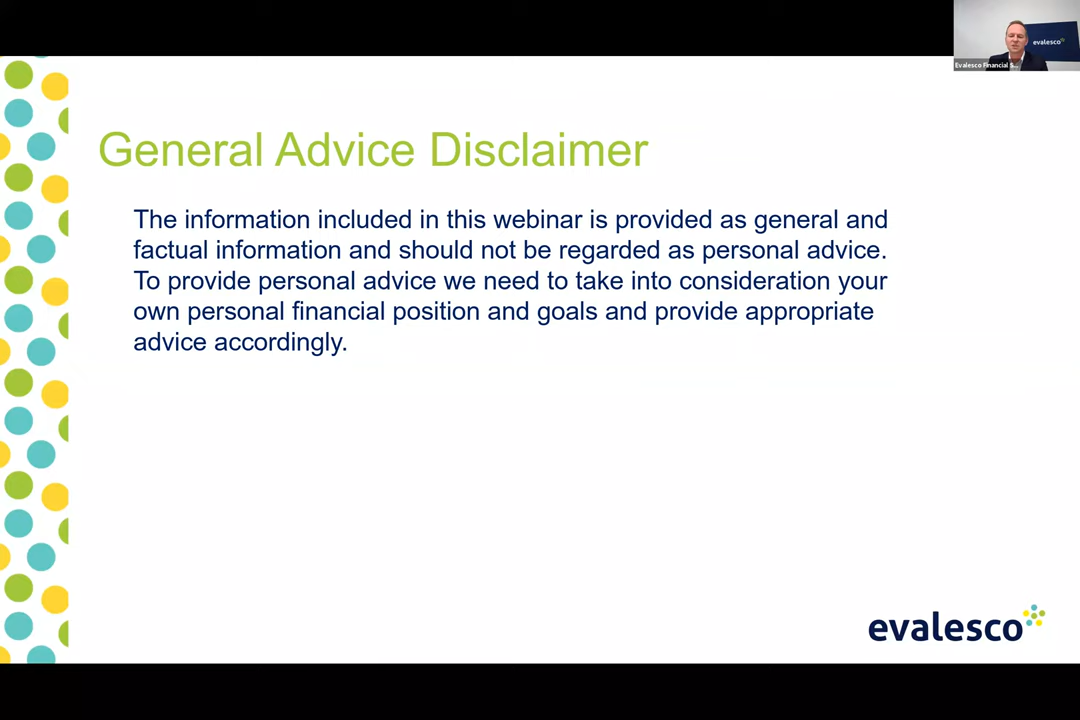 evalesco
Evalesco Financial S...
General Advice Disclaimer
The information included in this webinar is provided as general and
factual information and should not be regarded as personal advice.
To provide personal advice we need to take into consideration your
own personal financial position and goals and provide appropriate
advice accordingly.
evalesco